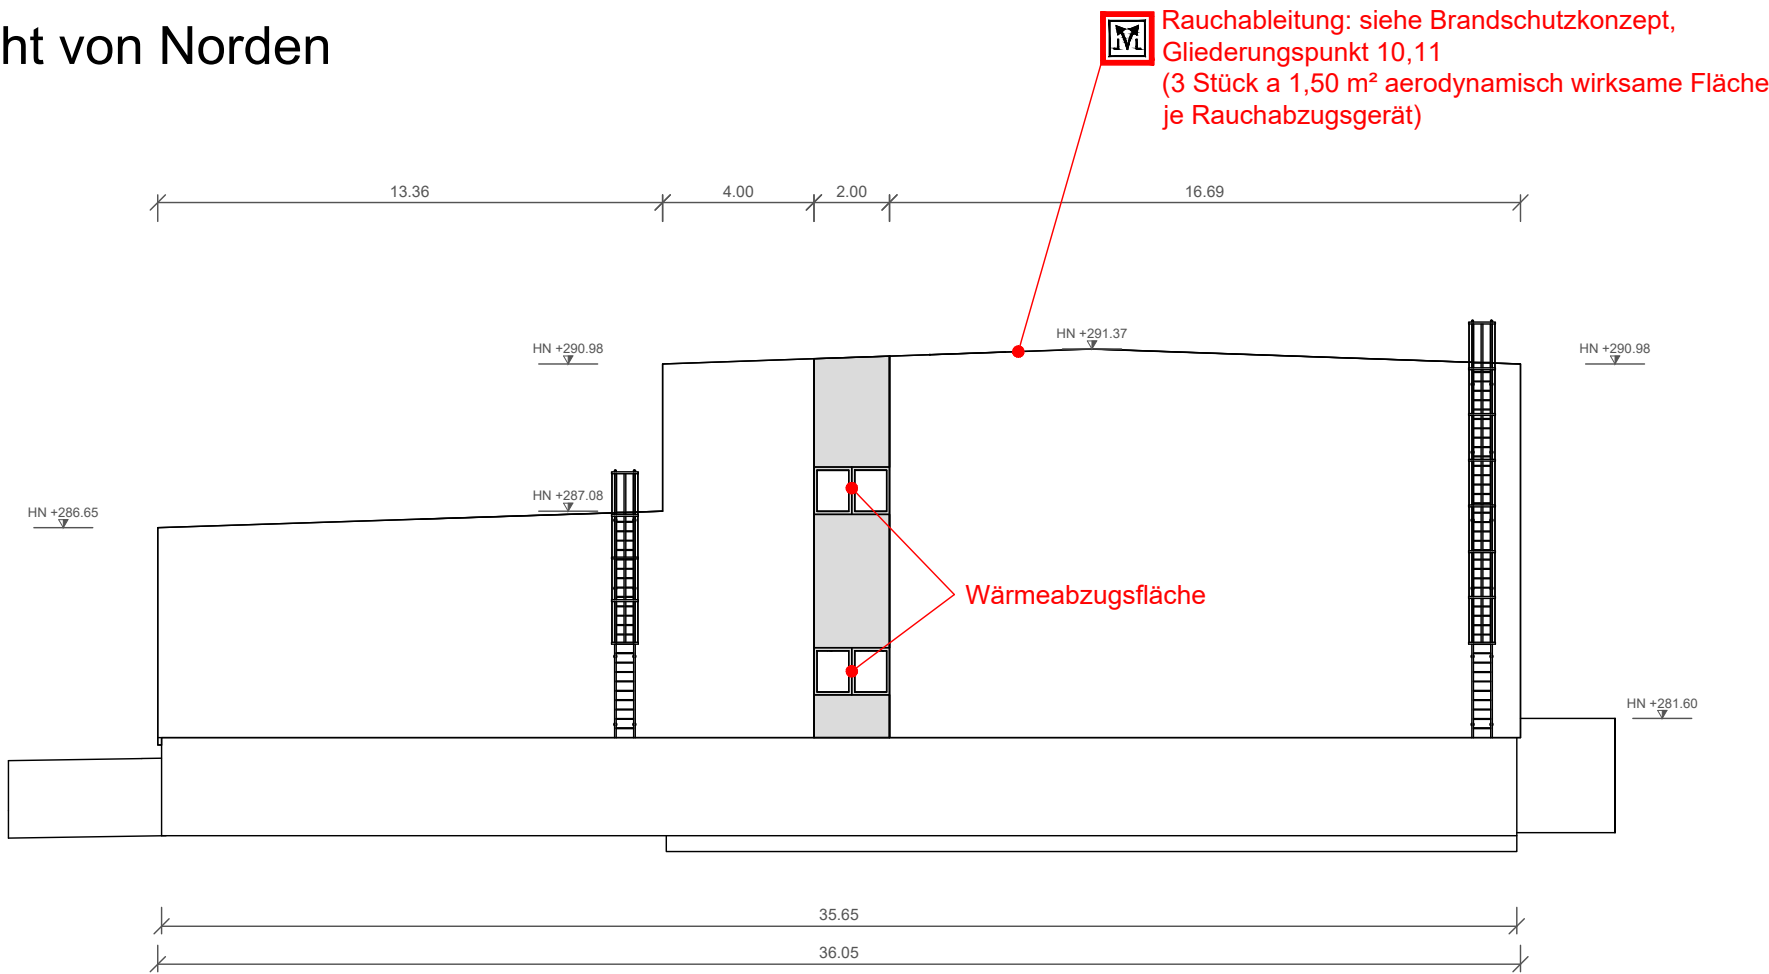 ht von Norden
Rauchableitung: siehe Brandschutzkonzept,
Gliederungspunkt 10,11
(3 Stück a 1,50 m² aerodynamisch wirksame Fläche
je Rauchabzugsgerät)
13.36
4.00
2.00
16.69
HN +291.37
HN +290.98
HN +290.98
HN +287.08
HN +286.65
Wärmeabzugsfläche
HN +281.60
35.65
36.05